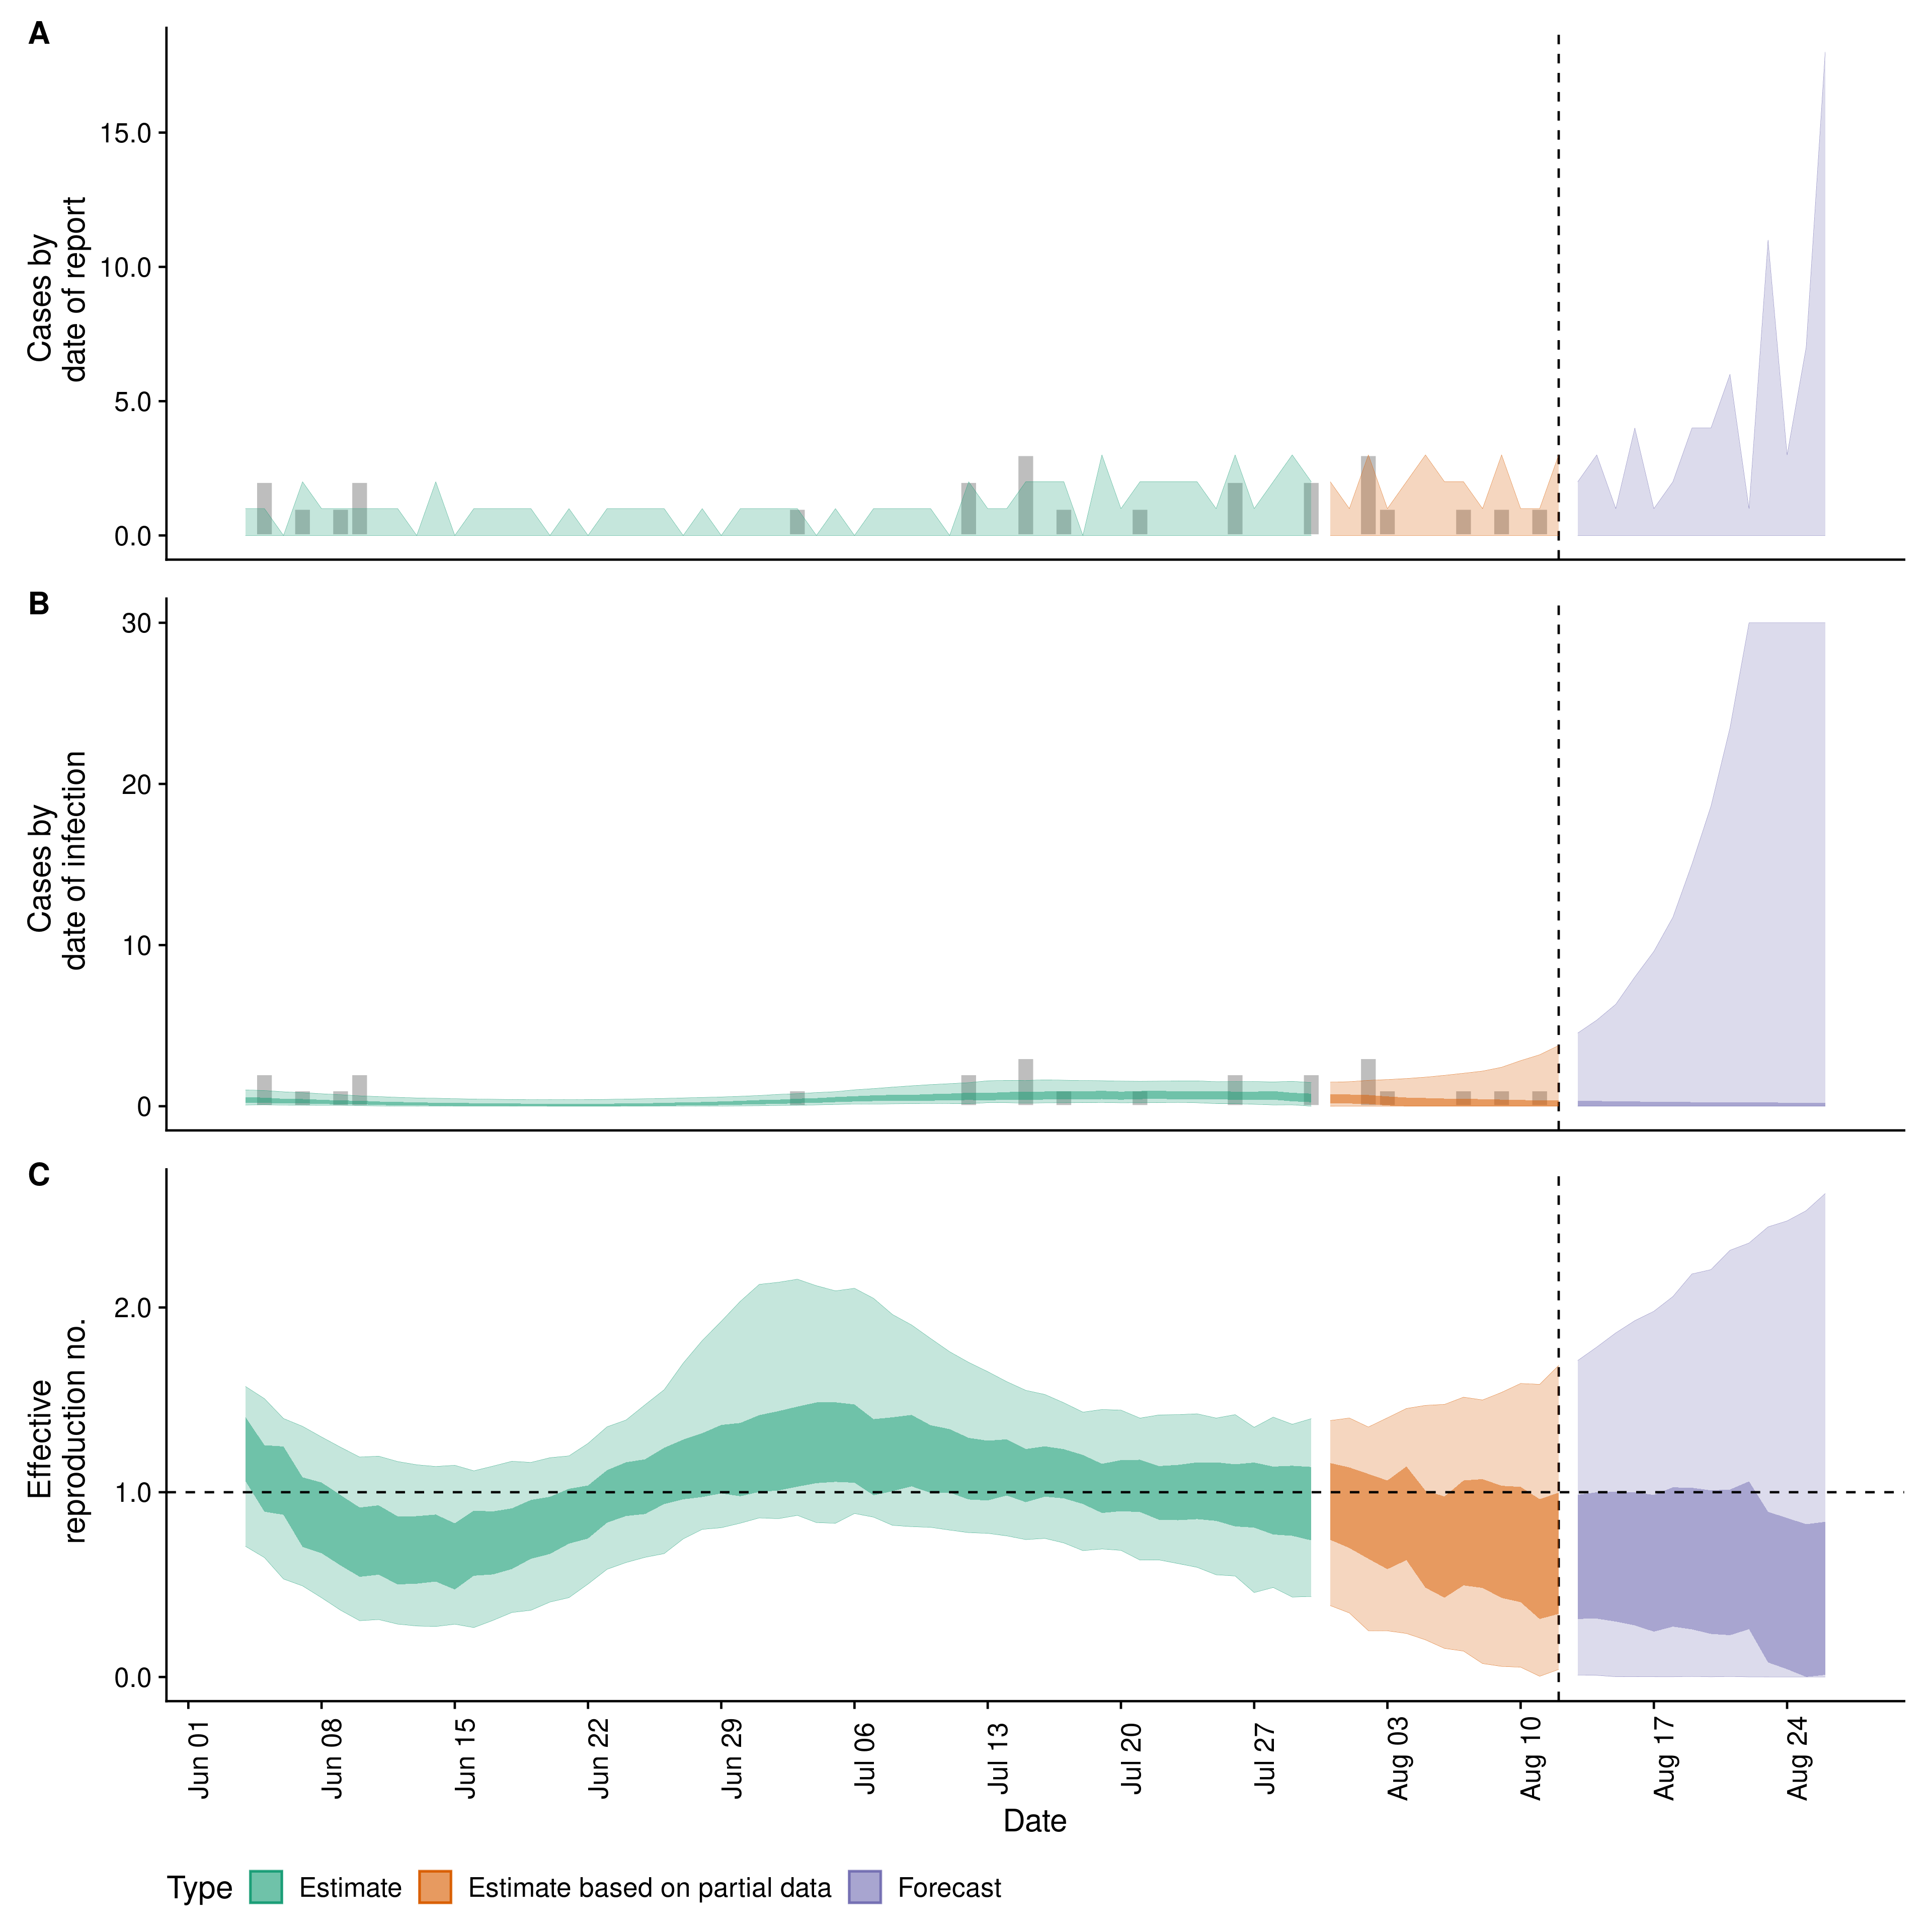 A
Cases by
date of report
15.0
10.0
5.0
0.0
B
Cases by
date of infection
30
20
10
0
C
Effective
reproduction no.
2.0
1.0
0.0
Jun 01
Jun 08
Jun 15
Jun 22
Jun 29
Jul 06
Jul 13
Jul 20
Jul 27
Aug 03
Aug 10
Aug 17
Aug 24
Date
Type Estimate Estimate based on partial data Forecast